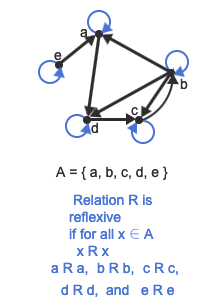 a
e
b
c
d
A = { a, b, c, d, e }
Relation R is
reflexive
if for all x ∈ A
x R x
a R a, b R b, c R c,
d R d, and e R e